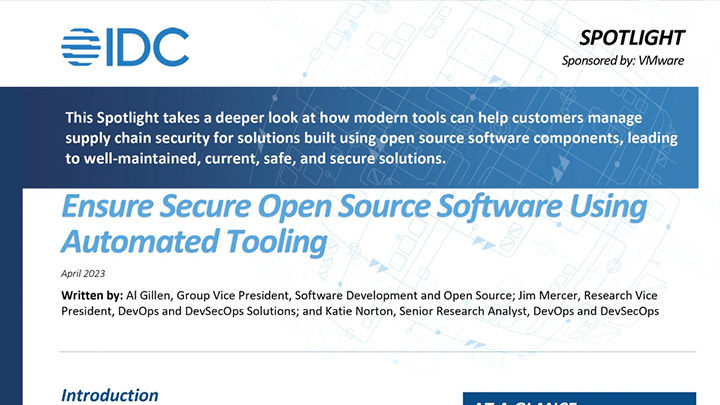 IDC
SPOTLIGHT
Sponsored by: VMware
This Spotlight takes a deeper look at how modern tools can help customers manage
supply chain security for solutions built using open source software components, leading
to well-maintained, current, safe, and secure solutions.
Ensure Secure Open Source Software Using
Automated Tooling
April 2023
Written by: Al Gillen, Group Vice President, Software Development and Open Source; Jim Mercer, Research Vice
President, DevOps and DevSecOps Solutions; and Katie Norton, Senior Research Analyst, DevOps and DevSecOps
Introduction
AT A GLANCE